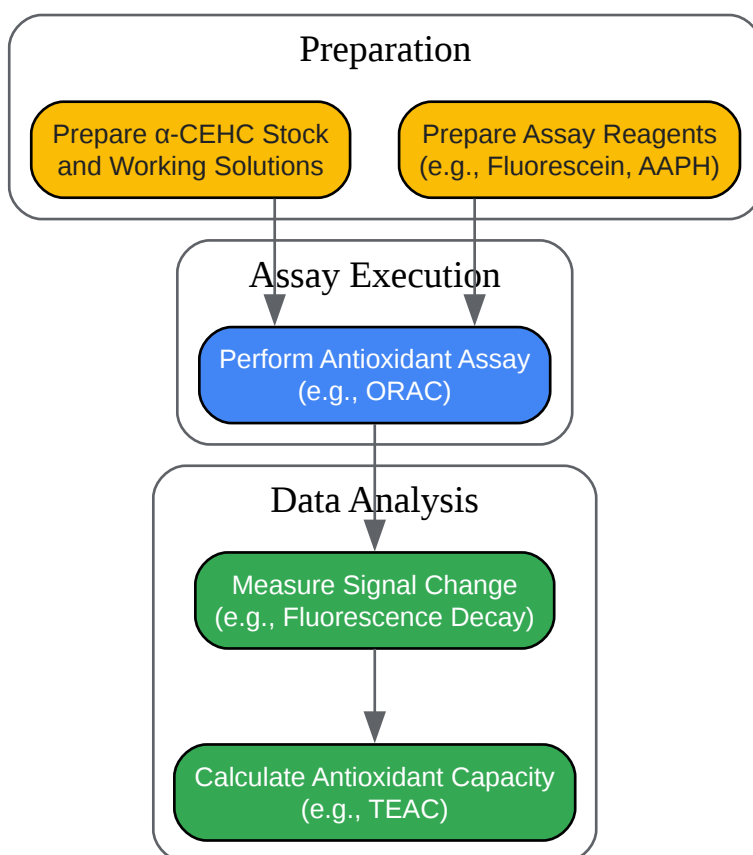 Preparation
Prepare α-CEHC Stock
and Working Solutions
Prepare Assay Reagents
(e.g., Fluorescein, AAPH)
Assay Execution
Perform Antioxidant Assay
(e.g., ORAC)
Data Analysis
Measure Signal Change
(e.g., Fluorescence Decay)
Calculate Antioxidant Capacity
(e.g., TEAC)